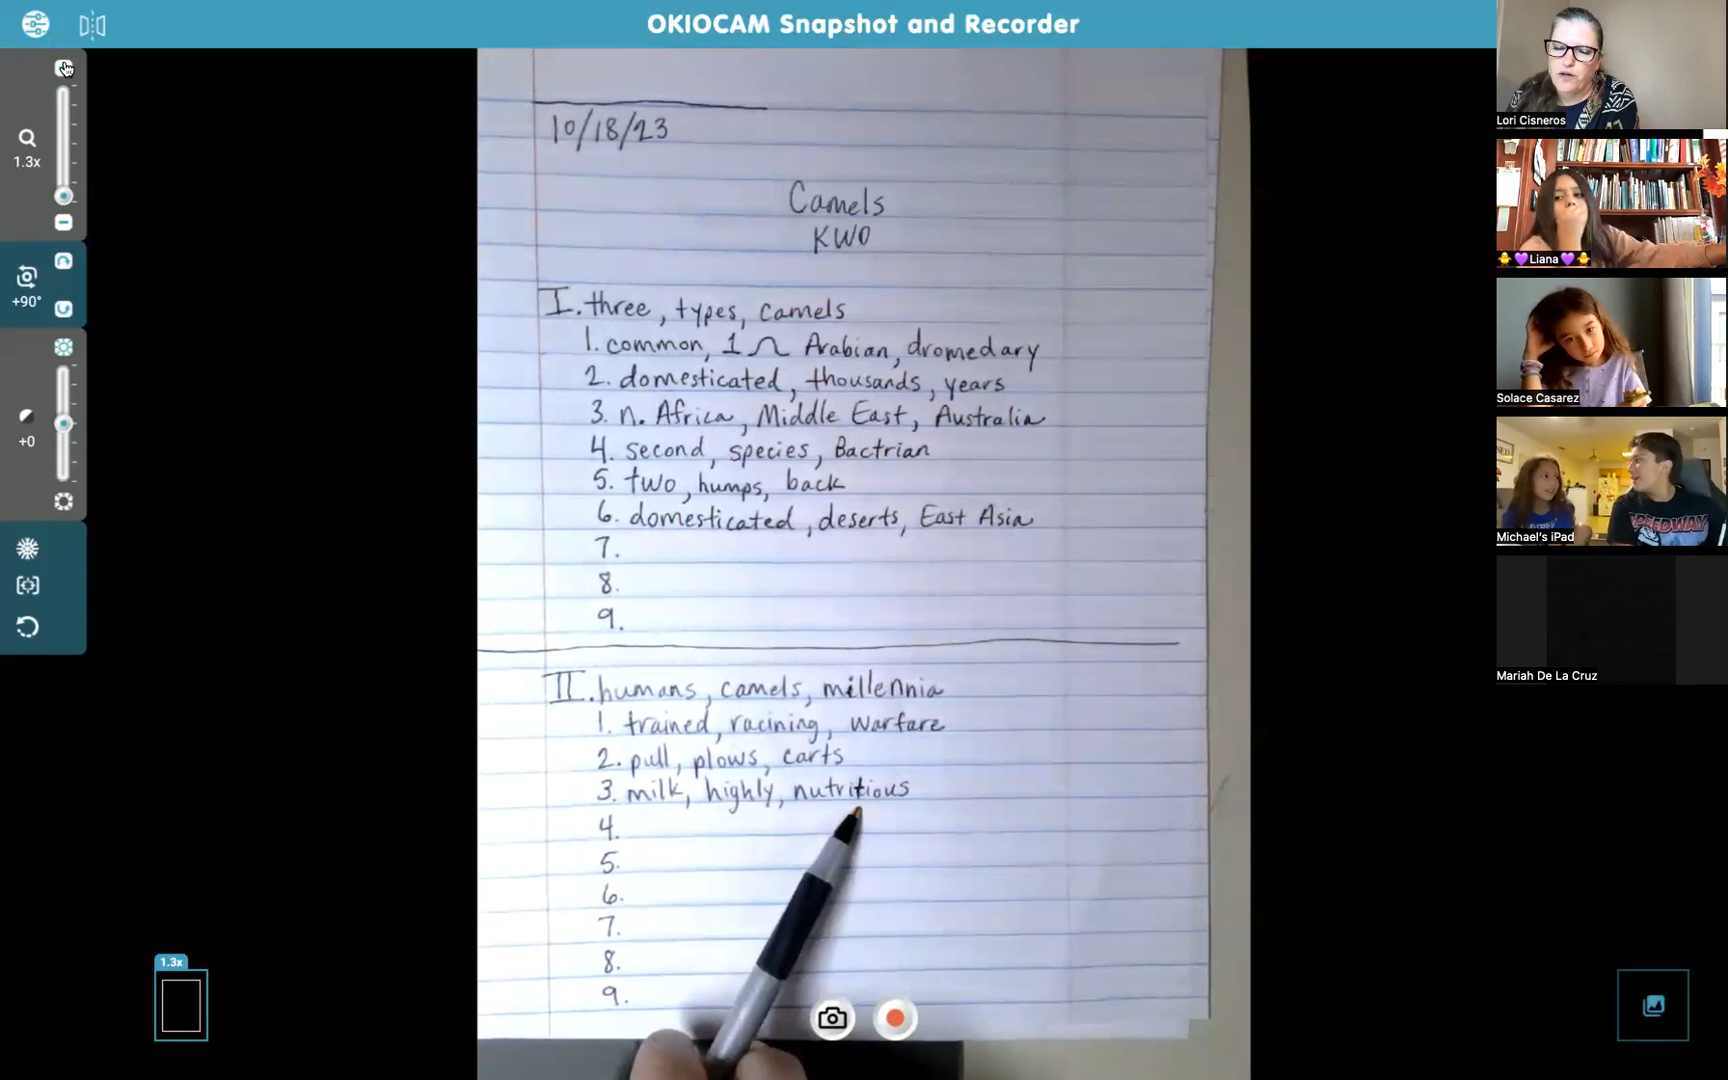 OKIOCAM Snapshot and Recorder
1.3x
+90°
+0
1.3x
10/18/23
Camels
KWO
I. three, types, camels
1. common, 1 Arabian, dromedary
2. domesticated, thousands, years
3. n. Africa, Middle East, Australia
4. second, species, Bactrian
5. two, humps, back
6. domesticated, deserts, East Asia
7.
8.
9.
II. humans, camels, millennia
1. trained, racining, warfare
2. pull, plows, carts
3. milk, highly, nutritious
4.
5.
6.
7.
8.
9.
Lori Cisneros
🐥💜Liana💜🐥
Solace Casarez
SPEEDWAY
Michael's iPad
Mariah De La Cruz